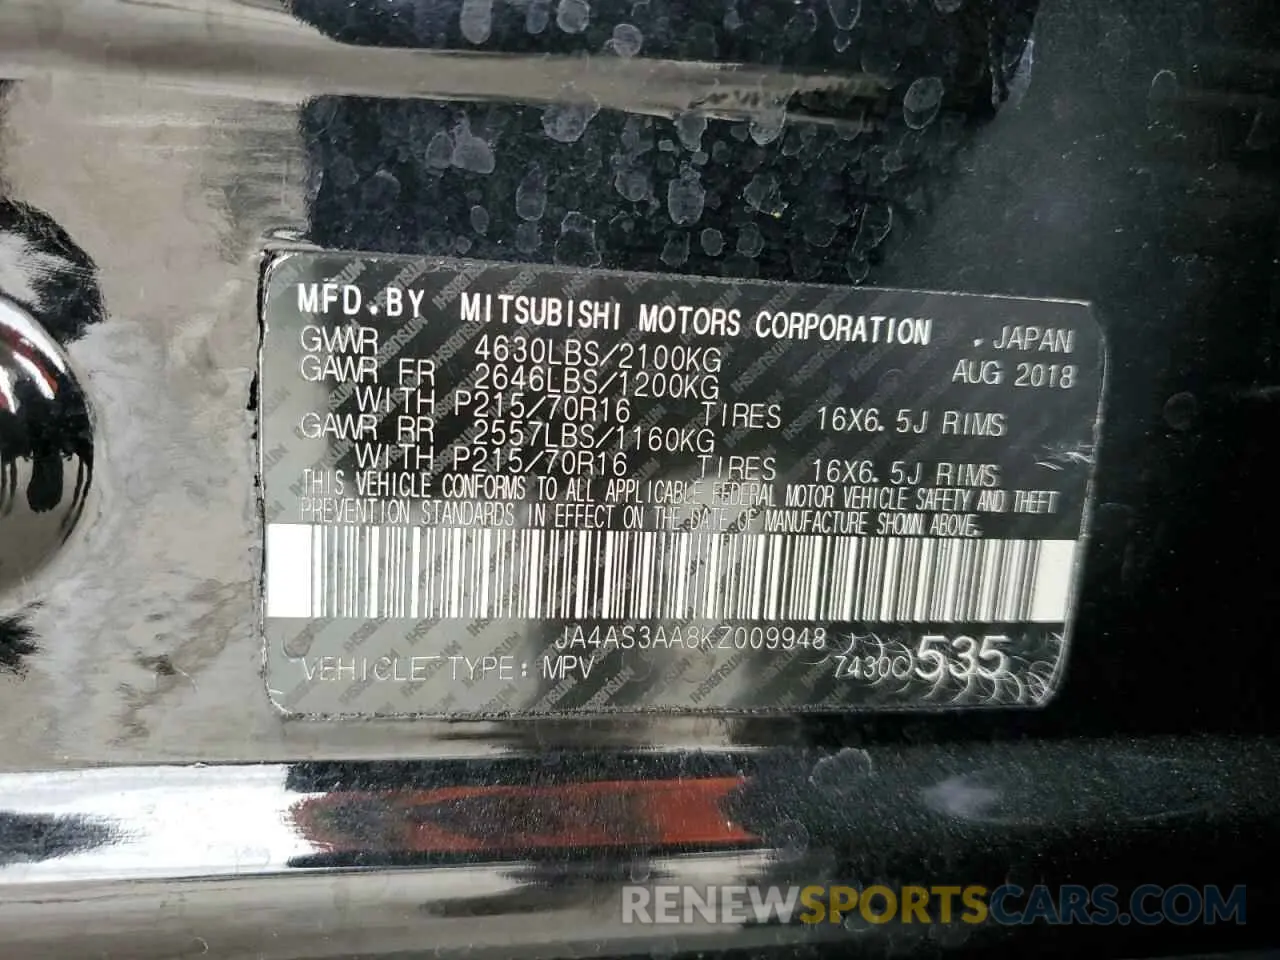 MFD.BY MITSUBISHI MOTORS CORPORATION , JAPAN
GVWR 4630LBS/2100KG AUG 2018
GAWR FR 2646LBS/1200KG
WITH P215/70R16 TIRES 16X6.5J RIMS
GAWR RR 2557LBS/1160KG
WITH P215/70R16 TIRES 16X6.5J RIMS
THIS VEHICLE CONFORMS TO ALL APPLICABLE FEDERAL MOTOR VEHICLE SAFETY AND THEFT
PREVENTION STANDARDS IN EFFECT ON THE DATE OF MANUFACTURE SHOWN ABOVE.
JA4AS3AA8KZ009948
VEHICLE TYPE: MPV 7430C 535
RENEWSPORTSCARS.COM